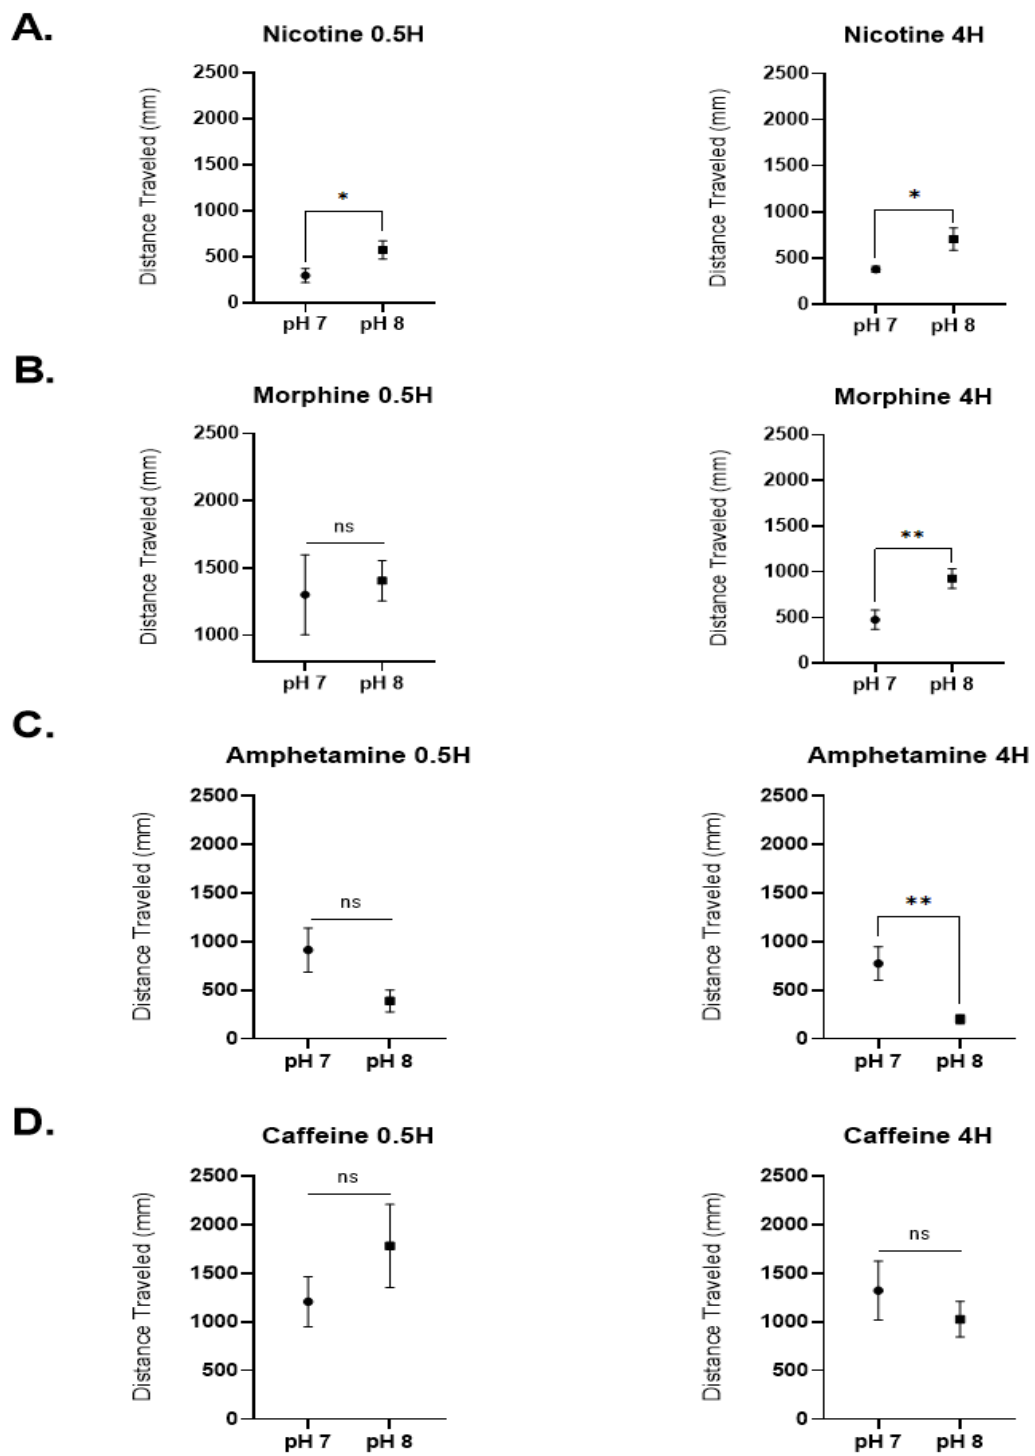 A.
Nicotine 0.5H
Nicotine 4H
Distance Traveled (mm)
2500
2000
1500
1000
500
0
*
pH 7 pH 8
Distance Traveled (mm)
2500
2000
1500
1000
500
0
*
pH 7 pH 8
B.
Morphine 0.5H
Morphine 4H
Distance Traveled (mm)
2500
2000
1500
1000
ns
pH 7 pH 8
Distance Traveled (mm)
2500
2000
1500
1000
500
0
**
pH 7 pH 8
C.
Amphetamine 0.5H
Amphetamine 4H
Distance Traveled (mm)
2500
2000
1500
1000
500
0
ns
pH 7 pH 8
Distance Traveled (mm)
2500
2000
1500
1000
500
0
**
pH 7 pH 8
D.
Caffeine 0.5H
Caffeine 4H
Distance Traveled (mm)
2500
2000
1500
1000
500
0
ns
pH 7 pH 8
Distance Traveled (mm)
2500
2000
1500
1000
500
0
ns
pH 7 pH 8